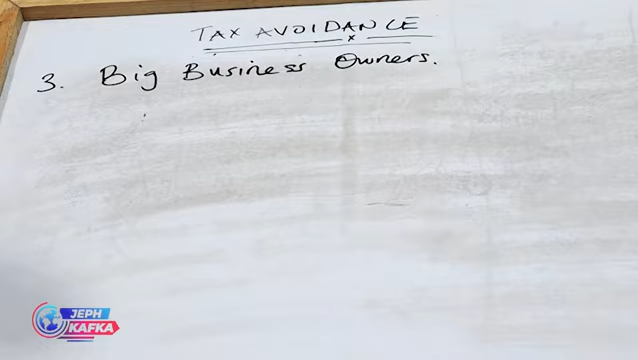 TAX AVOIDANCE
3. Big Business Owners.
JEPH
KAFKA